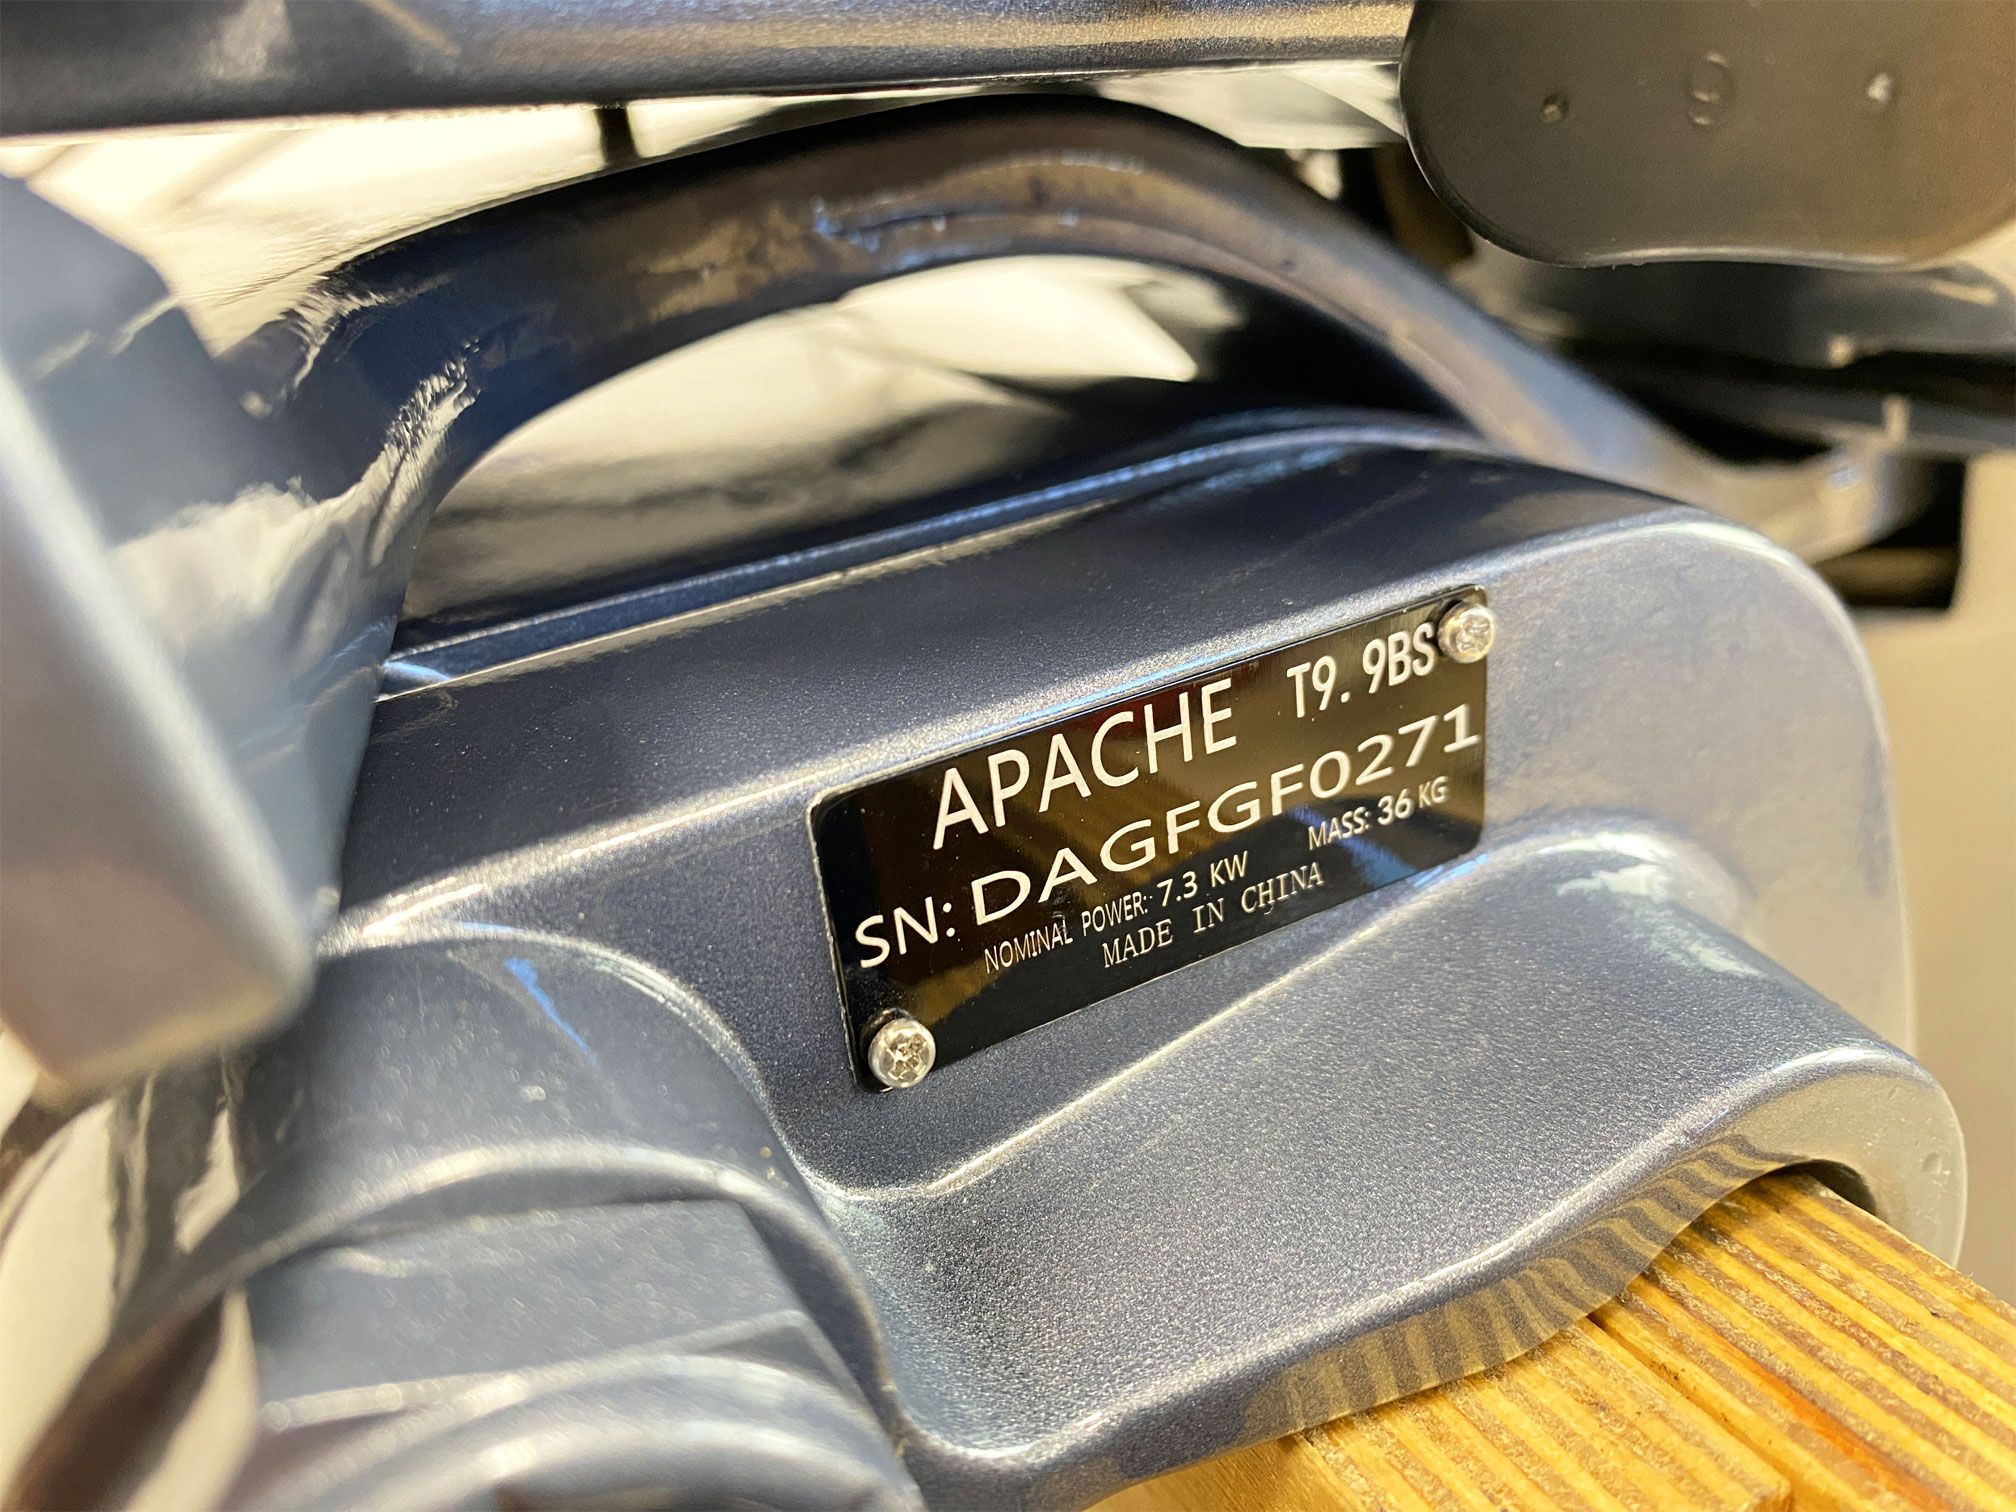 APACHE T9.9BS
SN: DAGFGF0271
NOMINAL POWER: 7.3 KW MASS: 36 KG
MADE IN CHINA